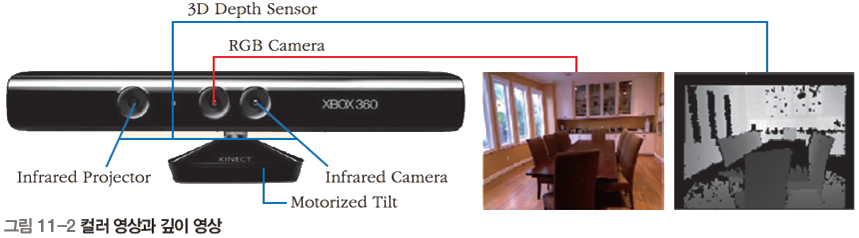 3D Depth Sensor
RGB Camera
XBOX 360
KINECT
Infrared Projector
Infrared Camera
Motorized Tilt
그림 11-2 컬러 영상과 깊이 영상